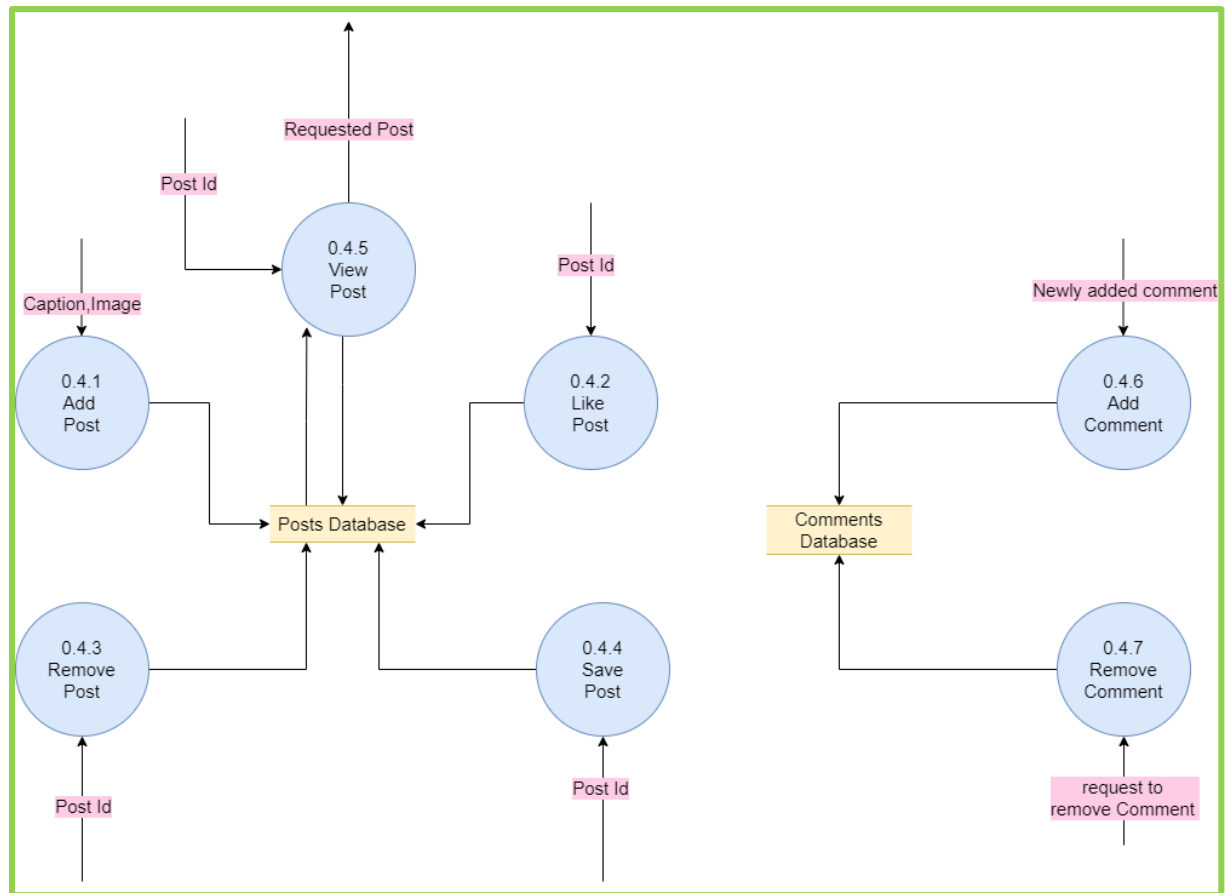 Requested Post
Post Id
0.4.5
View
Post
Post Id
Caption,Image
Newly added comment
0.4.1
Add
Post
0.4.2
Like
Post
0.4.6
Add
Comment
Posts Database
Comments
Database
0.4.3
Remove
Post
0.4.4
Save
Post
0.4.7
Remove
Comment
Post Id
Post Id
request to
remove Comment